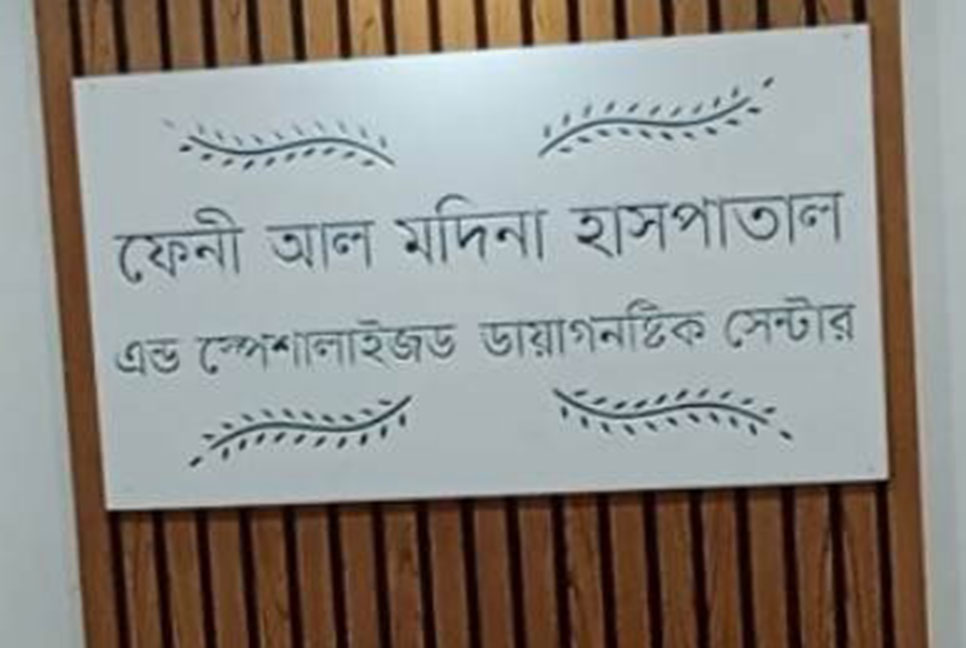 ফেনী আল মদিনা হাসপাতাল
এন্ড স্পেশালাইজড ডায়াগনষ্টিক সেন্টার